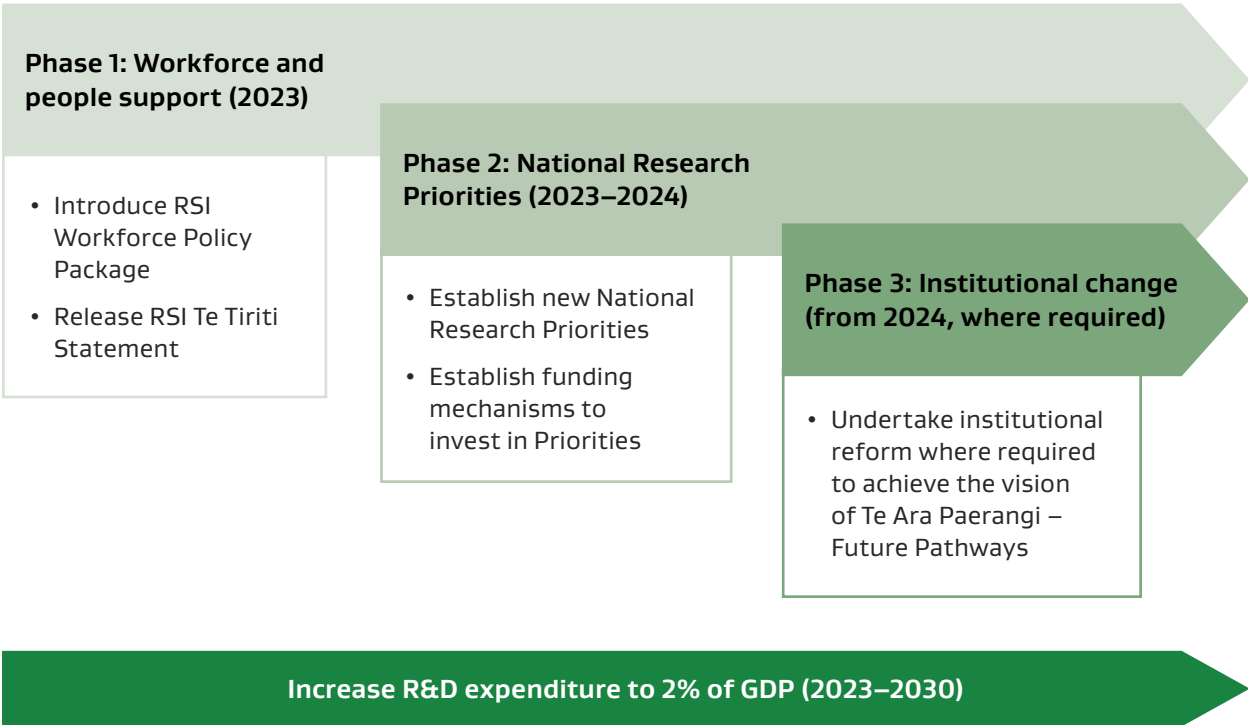 Phase 1: Workforce and
people support (2023)
• Introduce RSI
Workforce Policy
Package
• Release RSI Te Tiriti
Statement
Phase 2: National Research
Priorities (2023–2024)
• Establish new National
Research Priorities
• Establish funding
mechanisms to
invest in Priorities
Phase 3: Institutional change
(from 2024, where required)
• Undertake institutional
reform where required
to achieve the vision
of Te Ara Paerangi –
Future Pathways
Increase R&D expenditure to 2% of GDP (2023–2030)